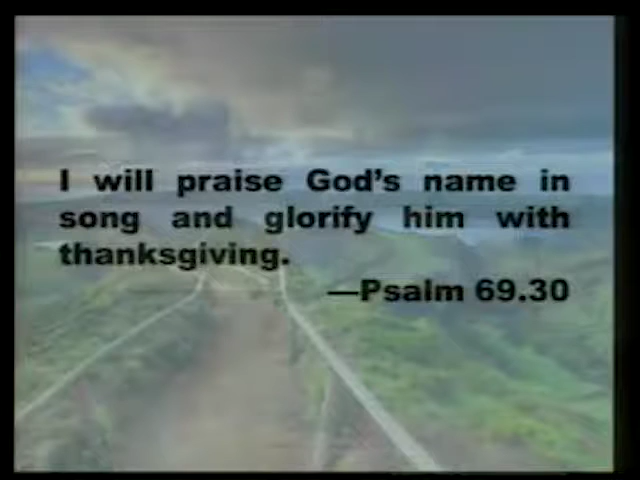 I will praise God's name in
song and glorify him with
thanksgiving.
—Psalm 69.30